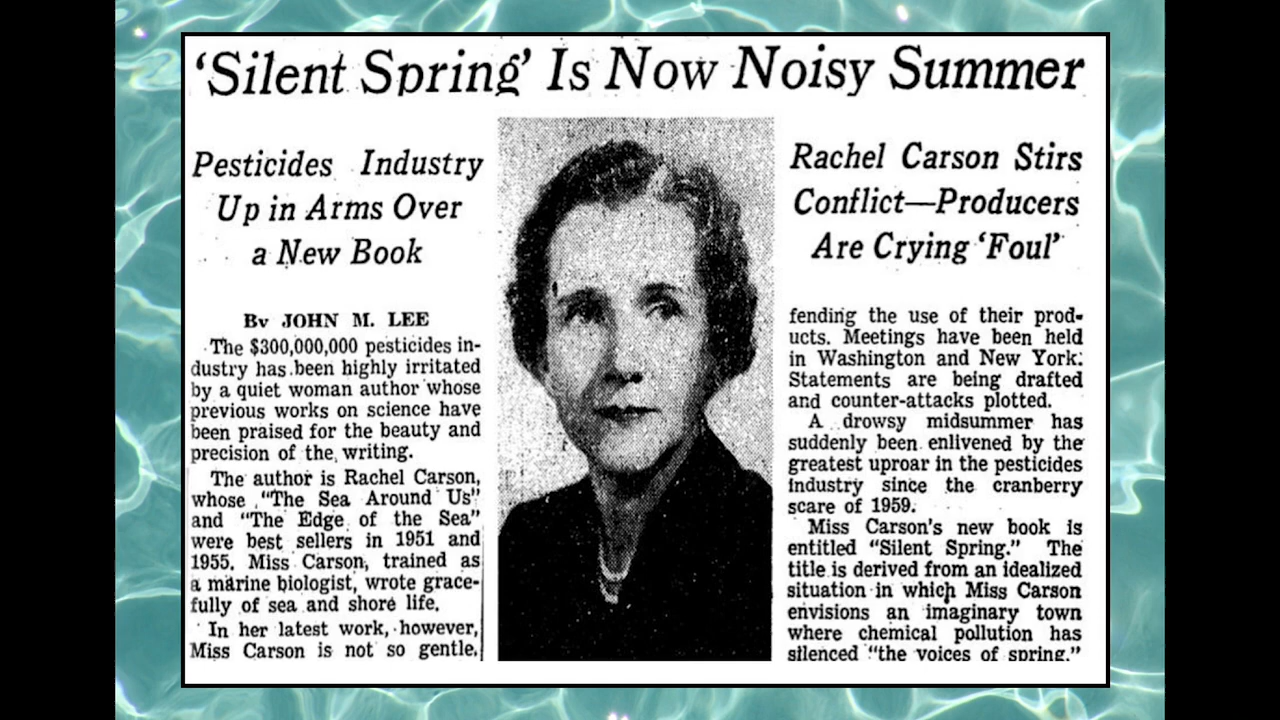 ‘Silent Spring’ Is Now Noisy Summer
Pesticides Industry
Up in Arms Over
a New Book
By JOHN M. LEE
The $300,000,000 pesticides in-
dustry has been highly irritated
by a quiet woman author whose
previous works on science have
been praised for the beauty and
precision of the writing.
The author is Rachel Carson,
whose "The Sea Around Us"
and "The Edge of the Sea"
were best sellers in 1951 and
1955. Miss Carson, trained as
a marine biologist, wrote grace-
fully of sea and shore life.
In her latest work, however,
Miss Carson is not so gentle.
Rachel Carson Stirs
Conflict—Producers
Are Crying ‘Foul’
fending the use of their prod-
ucts. Meetings have been held
in Washington and New York.
Statements are being drafted
and counter-attacks plotted.
A drowsy midsummer has
suddenly been enlivened by the
greatest uproar in the pesticides
industry since the cranberry
scare of 1959.
Miss Carson's new book is
entitled "Silent Spring." The
title is derived from an idealized
situation in which Miss Carson
envisions an imaginary town
where chemical pollution has
silenced "the voices of spring."